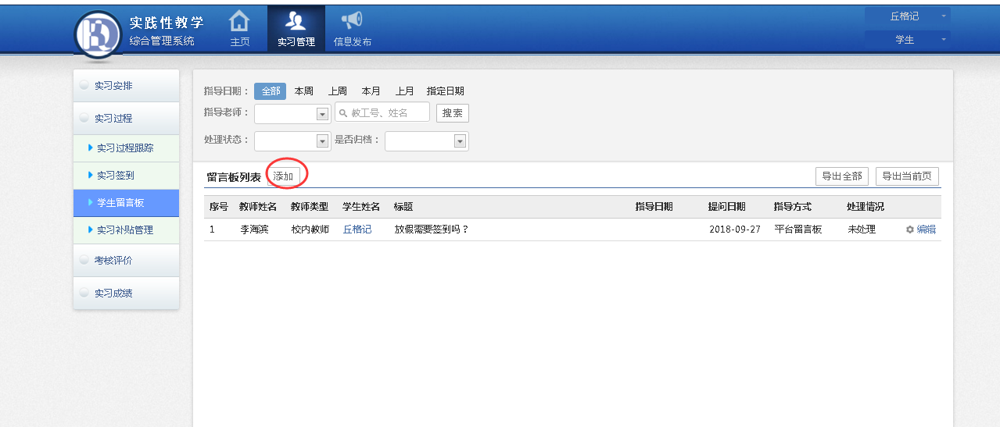 实践性教学
综合管理系统
主页
实习管理
信息发布
丘格记
学生
实习安排
实习过程
实习过程跟踪
实习签到
学生留言板
实习补贴管理
考核评价
实习成绩
指导日期： 全部 本周 上周 本月 上月 指定日期
指导老师： 教工号、姓名 搜索
处理状态： 是否归档：
留言板列表 添加 导出全部 导出当前页
序号 教师姓名 教师类型 学生姓名 标题 指导日期 提问日期 指导方式 处理情况
1 李海滨 校内教师 丘格记 放假需要签到吗？ 2018-09-27 平台留言板 未处理 编辑